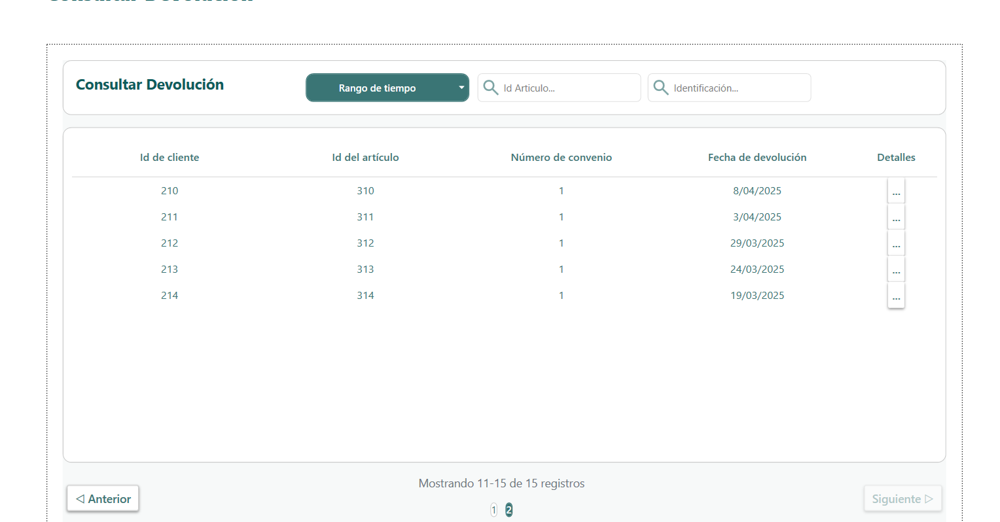 Consultar Devolución
Consultar Devolución
Rango de tiempo
Id Articulo...
Identificación...
Id de cliente Id del artículo Número de convenio Fecha de devolución Detalles
210 310 1 8/04/2025 ...
211 311 1 3/04/2025 ...
212 312 1 29/03/2025 ...
213 313 1 24/03/2025 ...
214 314 1 19/03/2025 ...
Mostrando 11-15 de 15 registros
Anterior
Siguiente
1 2